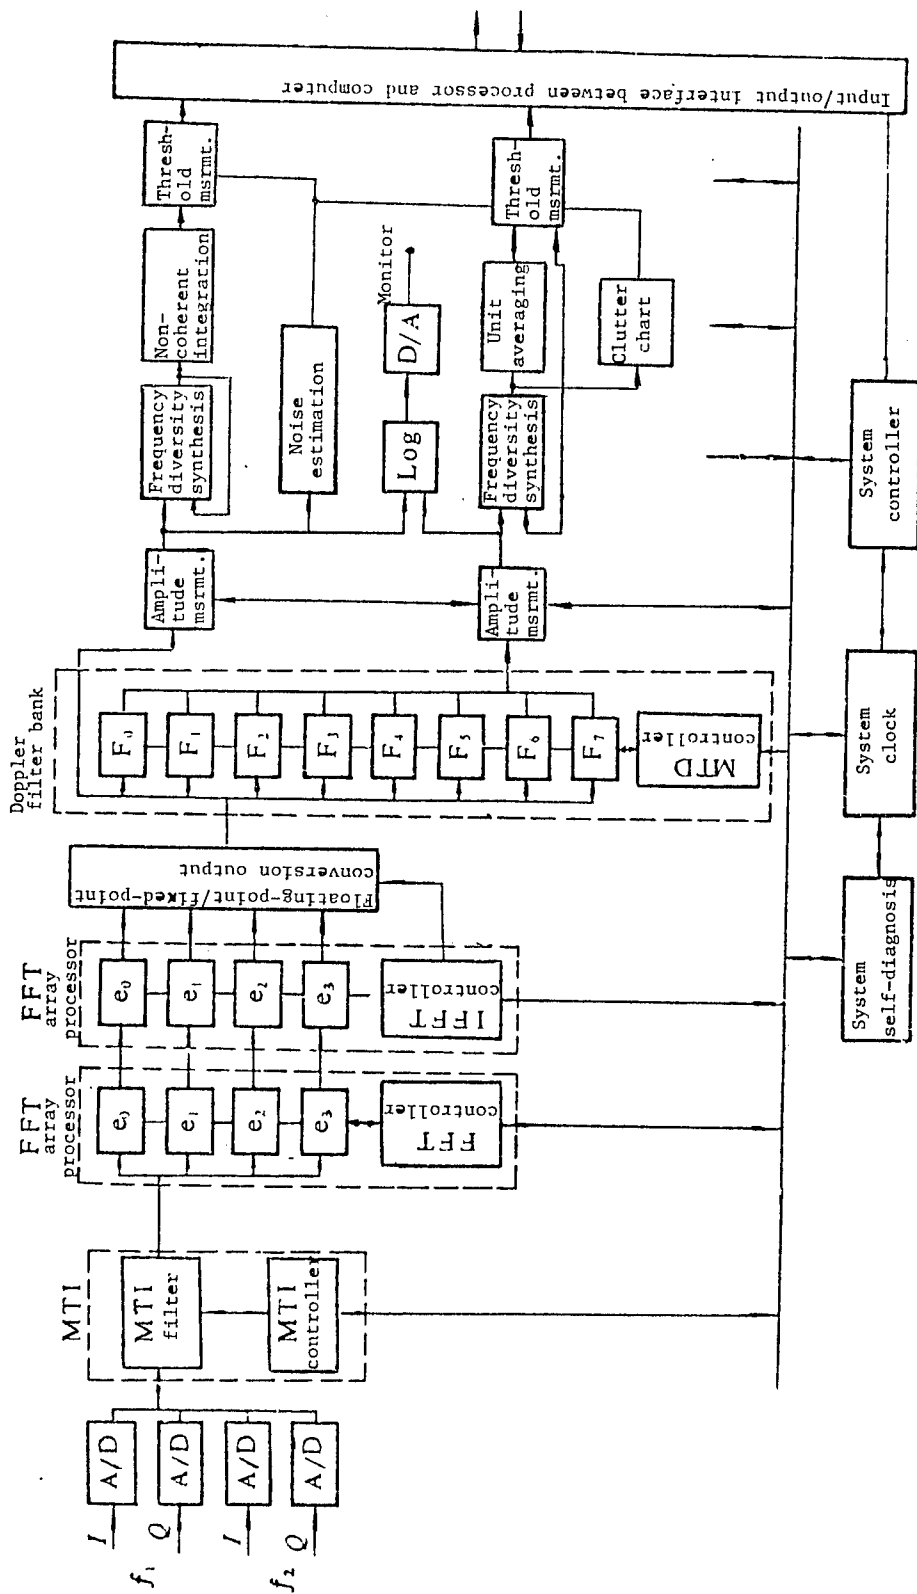 f₁
I
Q
f₂
I
Q
A/D
A/D
A/D
A/D
MTI
MTI
filter
MTI
controller
FFT
array
processor
e₀
e₁
e₂
e₃
FFT
controller
FFT
array
processor
e₀
e₁
e₂
e₃
IFFT
controller
Floating-point/fixed-point
conversion output
Doppler
filter bank
F₀
F₁
F₂
F₃
F₄
F₅
F₆
F₇
MTD
controller
Ampli-
tude
msrmt.
Ampli-
tude
msrmt.
Frequency
diversity
synthesis
Non-
coherent
integration
Thresh-
old
msrmt.
Noise
estimation
Log
D/A
Monitor
Frequency
diversity
synthesis
Unit
averaging
Thresh-
old
msrmt.
Clutter
chart
Input/output interface between processor and computer
System
self-diagnosis
System
clock
System
controller